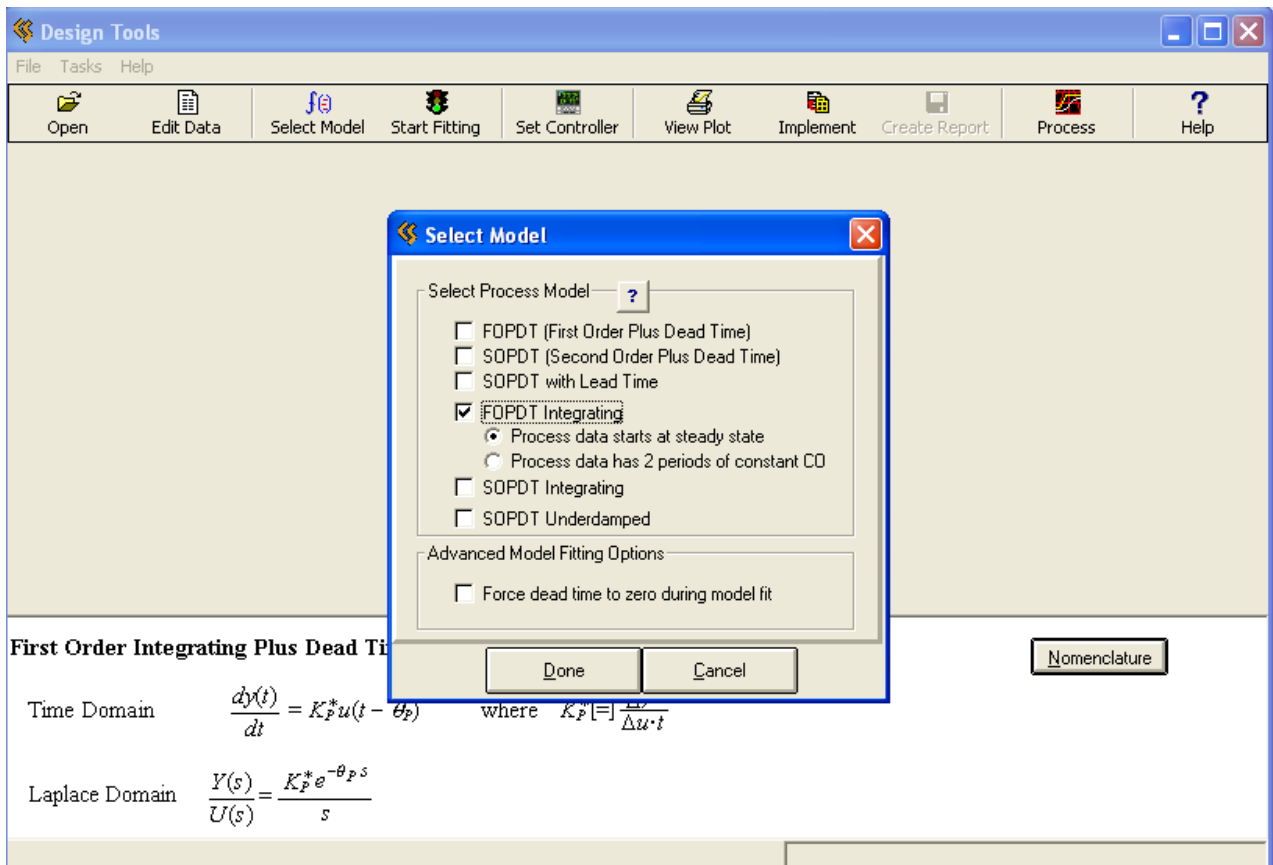 Design Tools
File Tasks Help
Open Edit Data Select Model Start Fitting Set Controller View Plot Implement Create Report Process ? Help
Select Model
Select Process Model ?
FOPDT (First Order Plus Dead Time)
SOPDT (Second Order Plus Dead Time)
SOPDT with Lead Time
FOPDT Integrating
Process data starts at steady state
Process data has 2 periods of constant CO
SOPDT Integrating
SOPDT Underdamped
Advanced Model Fitting Options
Force dead time to zero during model fit
Done Cancel
First Order Integrating Plus Dead
Nomenclature
Time Domain dy(t)/dt = K*P u(t − θP) where K*P[=] /Δu·t
Laplace Domain Y(s)/U(s) = K*P e^−θP s/s